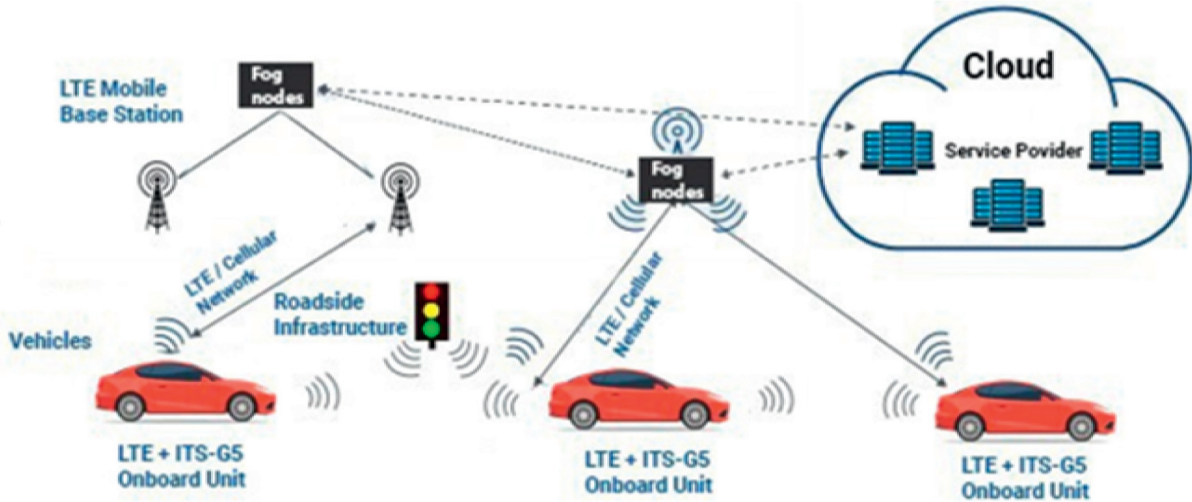 Cloud
LTE Mobile
Base Station
Fog
nodes
Service Povider
Fog
nodes
LTE / Cellular
Network
Roadside
Infrastructure
LTE / Cellular
Network
Vehicles
LTE + ITS-G5
Onboard Unit
LTE + ITS-G5
Onboard Unit
LTE + ITS-G5
Onboard Unit